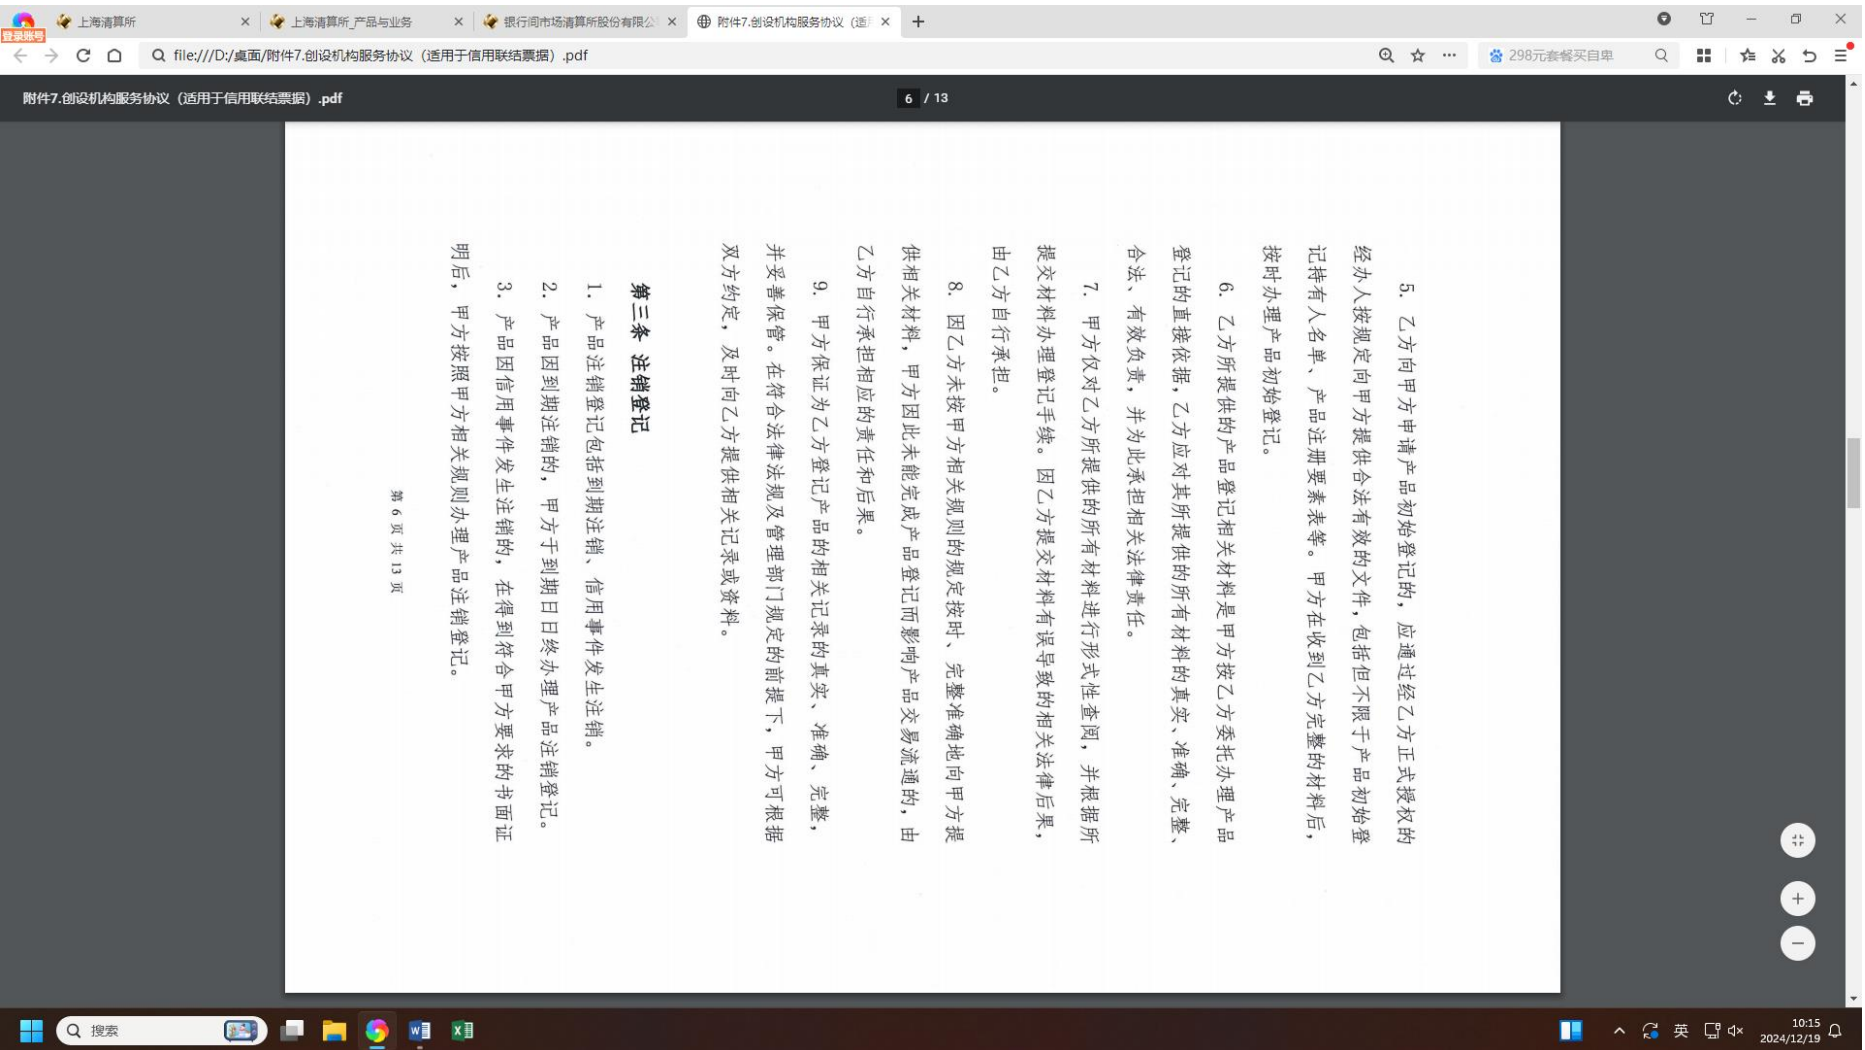 上海清算所
上海清算所_产品与业务
银行间市场清算所股份有限公
附件7.创设机构服务协议（适
登录账号
file:///D:/桌面/附件7.创设机构服务协议（适用于信用联结票据）.pdf
298元套餐买自卑
附件7.创设机构服务协议（适用于信用联结票据）.pdf
6 / 13
5. 乙方向甲方申请产品初始登记的，应通过经乙方正式授权的
经办人按规定向甲方提供合法有效的文件，包括但不限于产品初始登
记持有人名单、产品注册要素表等。甲方在收到乙方完整的材料后，
按时办理产品初始登记。
6. 乙方所提供的产品登记相关材料是甲方按乙方委托办理产品
登记的直接依据，乙方应对其所提供的所有材料的真实、准确、完整、
合法、有效负责，并为此承担相关法律责任。
7. 甲方仅对乙方所提供的所有材料进行形式性查阅，并根据所
提交材料办理登记手续。因乙方提交材料有误导致的相关法律后果，
由乙方自行承担。
8. 因乙方未按甲方相关规则的规定按时、完整准确地向甲方提
供相关材料，甲方因此未能完成产品登记而影响产品交易流通的，由
乙方自行承担相应的责任和后果。
9. 甲方保证为乙方登记产品的相关记录的真实、准确、完整，
并妥善保管。在符合法律法规及管理部门规定的前提下，甲方可根据
双方约定，及时向乙方提供相关记录或资料。
第三条 注销登记
1. 产品注销登记包括到期注销、信用事件发生注销。
2. 产品因到期注销的，甲方于到期日日终办理产品注销登记。
3. 产品因信用事件发生注销的，在得到符合甲方要求的书面证
明后，甲方按照甲方相关规则办理产品注销登记。
第 6 页 共 13 页
搜索
英
10:15
2024/12/19